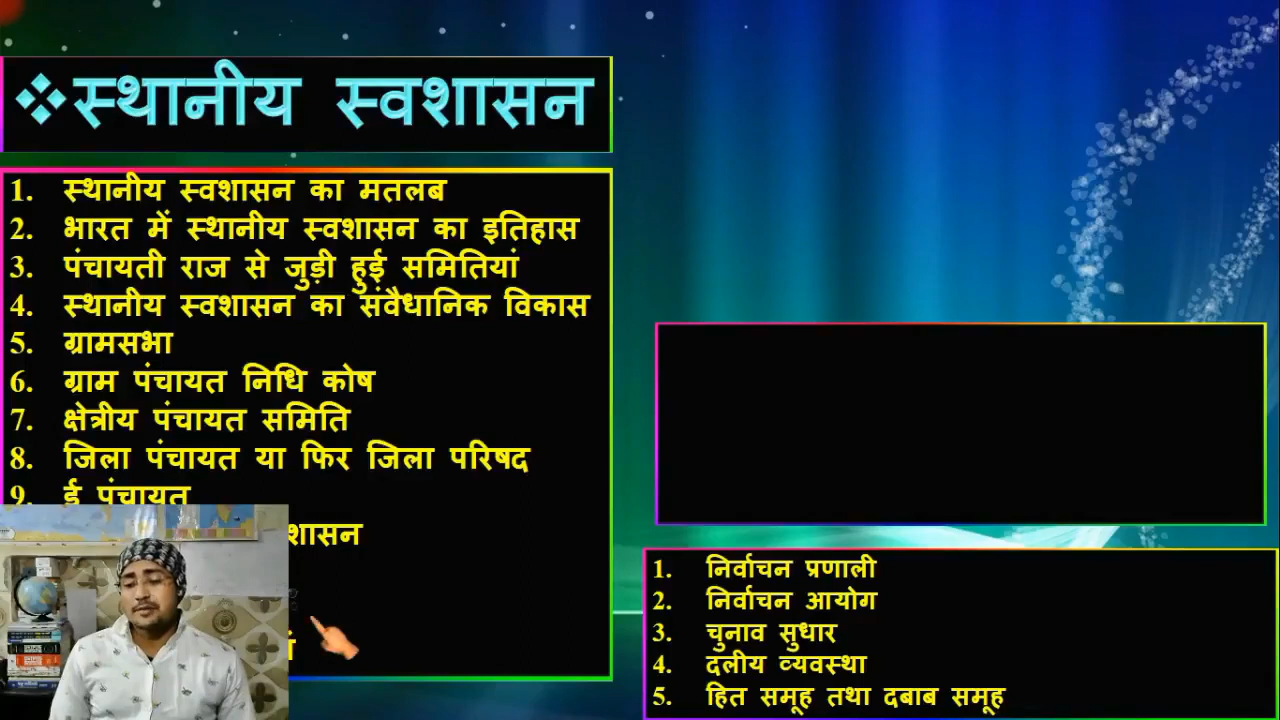 ❖स्थानीय स्वशासन
1. स्थानीय स्वशासन का मतलब
2. भारत में स्थानीय स्वशासन का इतिहास
3. पंचायती राज से जुड़ी हुई समितियां
4. स्थानीय स्वशासन का संवैधानिक विकास
5. ग्रामसभा
6. ग्राम पंचायत निधि कोष
7. क्षेत्रीय पंचायत समिति
8. जिला पंचायत या फिर जिला परिषद
9. ई पंचायत
शासन
1. निर्वाचन प्रणाली
2. निर्वाचन आयोग
3. चुनाव सुधार
4. दलीय व्यवस्था
5. हित समूह तथा दबाब समूह